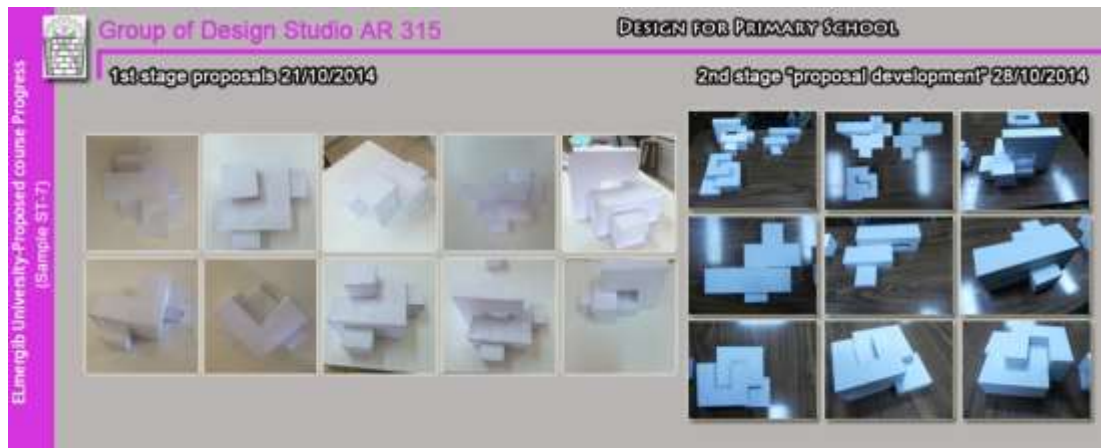 Group of Design Studio AR 315
DESIGN FOR PRIMARY SCHOOL
1st stage proposals 21/10/2014
2nd stage "proposal development" 28/10/2014
ELmergib University-Proposed course Progress
(Sample ST-7)